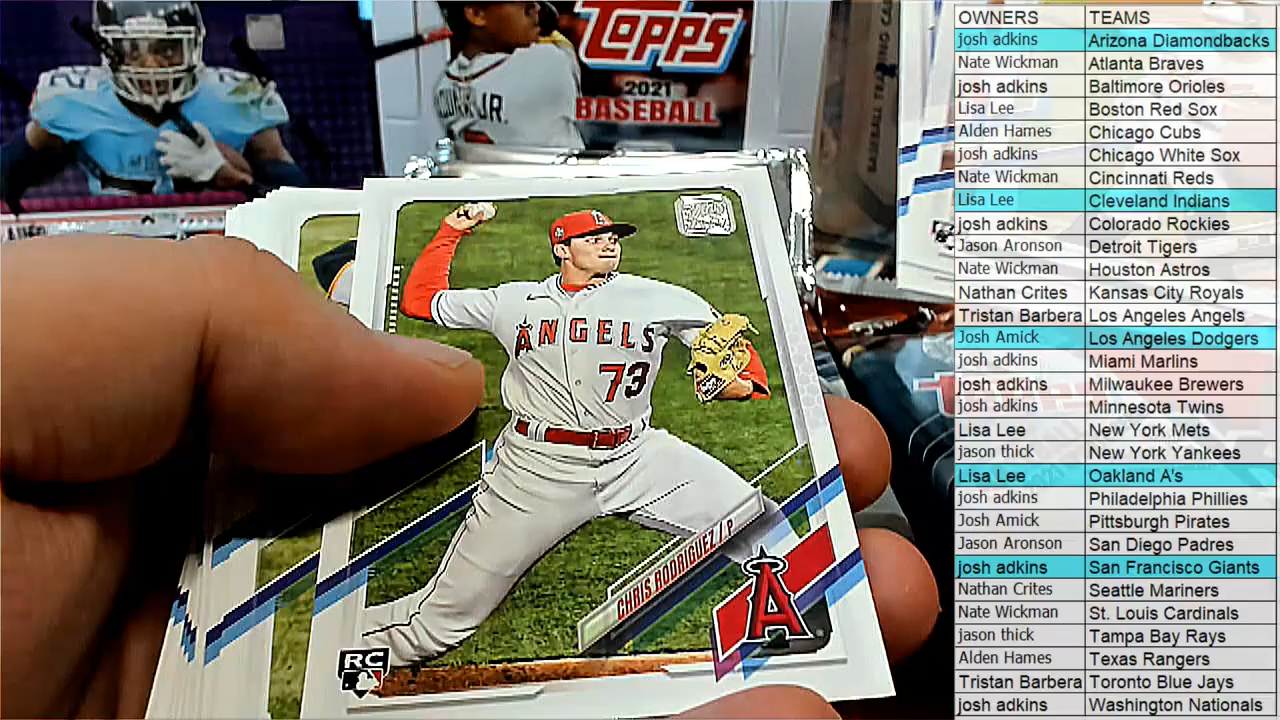 TOPPS
2021
BASEBALL
JR.
ANGELS
73
CHRIS RODRIGUEZ / P
A
RC
OWNERS TEAMS
josh adkins Arizona Diamondbacks
Nate Wickman Atlanta Braves
josh adkins Baltimore Orioles
Lisa Lee Boston Red Sox
Alden Hames Chicago Cubs
josh adkins Chicago White Sox
Nate Wickman Cincinnati Reds
Lisa Lee Cleveland Indians
josh adkins Colorado Rockies
Jason Aronson Detroit Tigers
Nate Wickman Houston Astros
Nathan Crites Kansas City Royals
Tristan Barbera Los Angeles Angels
Josh Amick Los Angeles Dodgers
josh adkins Miami Marlins
josh adkins Milwaukee Brewers
josh adkins Minnesota Twins
Lisa Lee New York Mets
jason thick New York Yankees
Lisa Lee Oakland A's
josh adkins Philadelphia Phillies
Josh Amick Pittsburgh Pirates
Jason Aronson San Diego Padres
josh adkins San Francisco Giants
Nathan Crites Seattle Mariners
Nate Wickman St. Louis Cardinals
jason thick Tampa Bay Rays
Alden Hames Texas Rangers
Tristan Barbera Toronto Blue Jays
josh adkins Washington Nationals